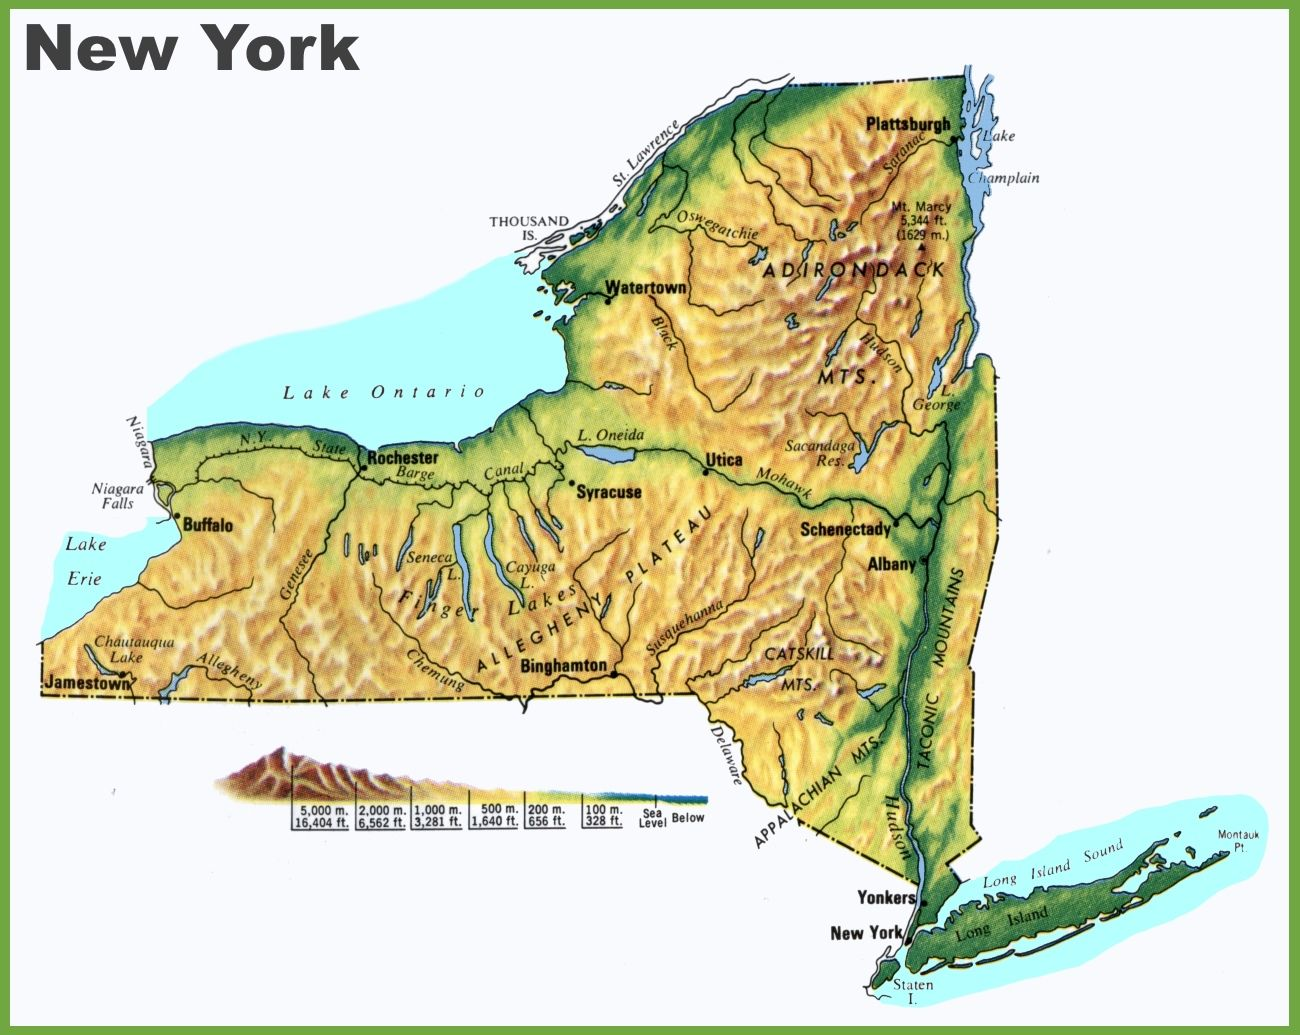 New York
Plattsburgh
Saranac
Lake
Champlain
St. Lawrence
THOUSAND
IS.
Oswegatchie
Mt. Marcy
5,344 ft.
(1629 m.)
ADIRONDACK
MTS.
Watertown
Black
Hudson
L.
George
Lake Ontario
Niagara
N.Y. State Barge Canal
Rochester
L. Oneida
Sacandaga
Res.
Utica
Mohawk
Niagara
Falls
Syracuse
Buffalo
Schenectady
Albany
Lake
Erie
Genesee
Seneca
L.
Cayuga
L.
Finger Lakes
ALLEGHENY PLATEAU
Susquehanna
TACONIC MOUNTAINS
Chautauqua
Lake
Jamestown
Allegheny
Chemung
Binghamton
CATSKILL
MTS.
Delaware
APPALACHIAN MTS.
Hudson
5,000 m.
16,404 ft.
2,000 m.
6,562 ft.
1,000 m.
3,281 ft.
500 m.
1,640 ft.
200 m.
656 ft.
100 m.
328 ft.
Sea
Level
Below
Montauk
Pt.
Long Island Sound
Yonkers
Long Island
New York
Staten
I.